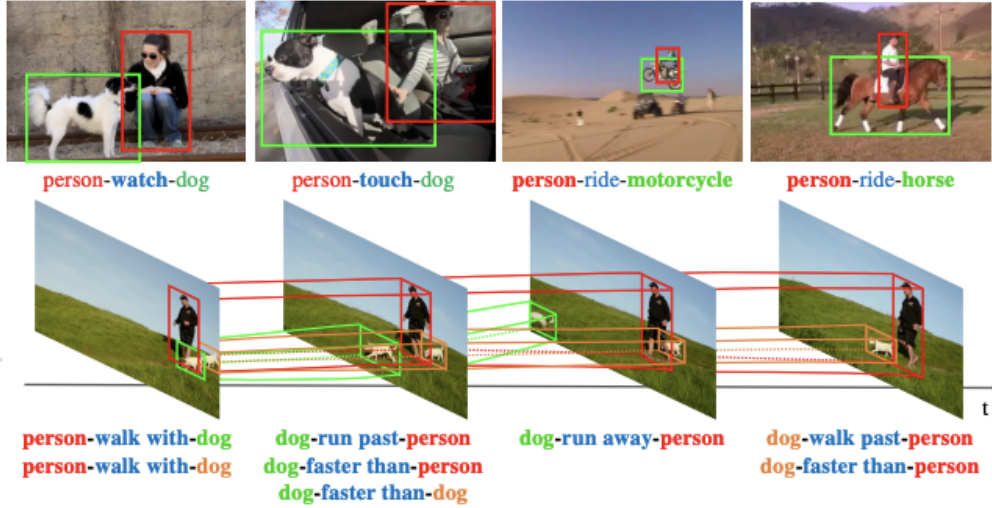 person-watch-dog
person-touch-dog
person-ride-motorcycle
person-ride-horse
t
person-walk with-dog
person-walk with-dog
dog-run past-person
dog-faster than-person
dog-faster than-dog
dog-run away-person
dog-walk past-person
dog-faster than-person